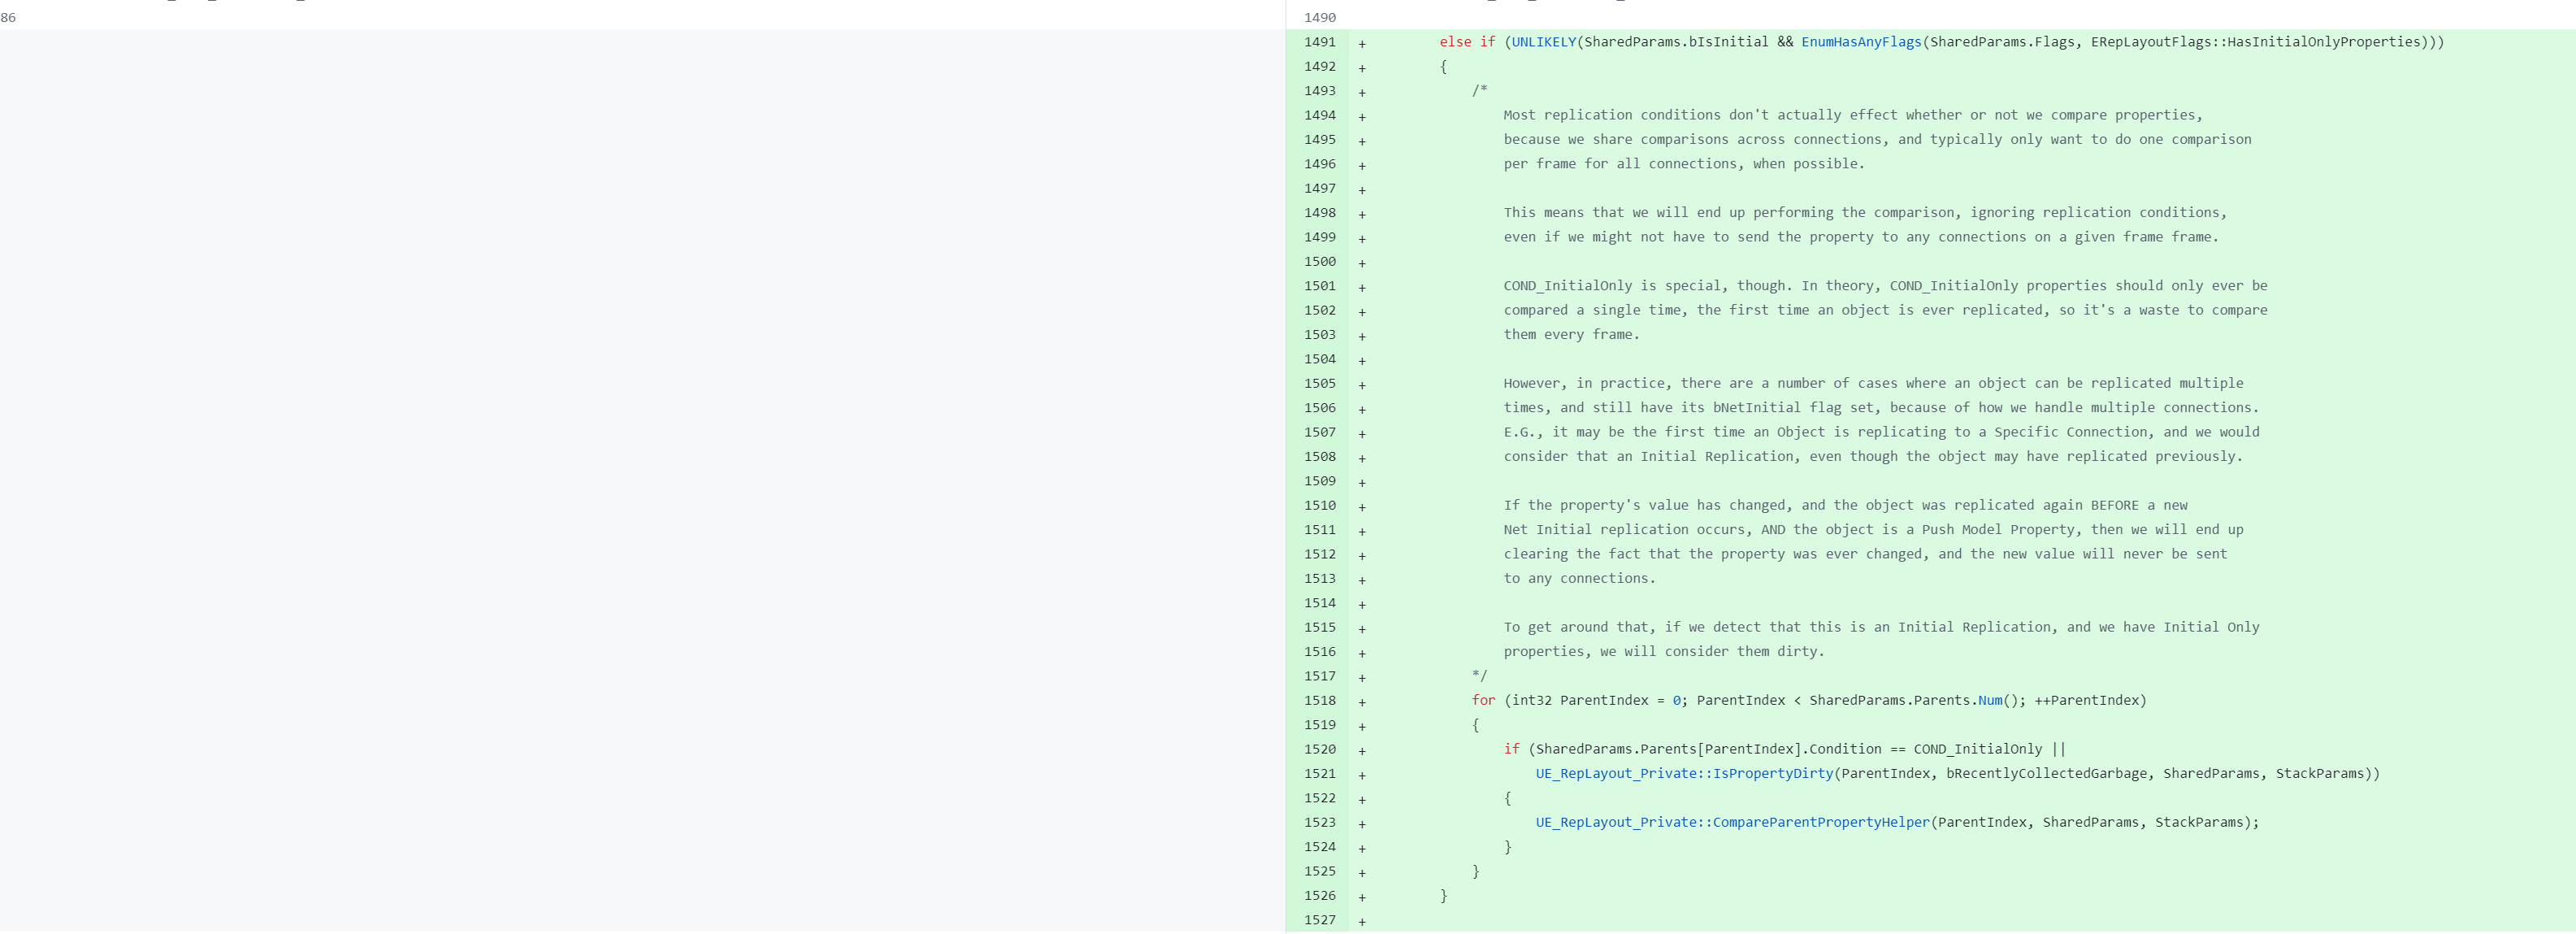 86
1490
1491 + else if (UNLIKELY(SharedParams.bIsInitial && EnumHasAnyFlags(SharedParams.Flags, ERepLayoutFlags::HasInitialOnlyProperties)))
1492 + {
1493 + /*
1494 + Most replication conditions don't actually effect whether or not we compare properties,
1495 + because we share comparisons across connections, and typically only want to do one comparison
1496 + per frame for all connections, when possible.
1497 +
1498 + This means that we will end up performing the comparison, ignoring replication conditions,
1499 + even if we might not have to send the property to any connections on a given frame frame.
1500 +
1501 + COND_InitialOnly is special, though. In theory, COND_InitialOnly properties should only ever be
1502 + compared a single time, the first time an object is ever replicated, so it's a waste to compare
1503 + them every frame.
1504 +
1505 + However, in practice, there are a number of cases where an object can be replicated multiple
1506 + times, and still have its bNetInitial flag set, because of how we handle multiple connections.
1507 + E.G., it may be the first time an Object is replicating to a Specific Connection, and we would
1508 + consider that an Initial Replication, even though the object may have replicated previously.
1509 +
1510 + If the property's value has changed, and the object was replicated again BEFORE a new
1511 + Net Initial replication occurs, AND the object is a Push Model Property, then we will end up
1512 + clearing the fact that the property was ever changed, and the new value will never be sent
1513 + to any connections.
1514 +
1515 + To get around that, if we detect that this is an Initial Replication, and we have Initial Only
1516 + properties, we will consider them dirty.
1517 + */
1518 + for (int32 ParentIndex = 0; ParentIndex < SharedParams.Parents.Num(); ++ParentIndex)
1519 + {
1520 + if (SharedParams.Parents[ParentIndex].Condition == COND_InitialOnly ||
1521 + UE_RepLayout_Private::IsPropertyDirty(ParentIndex, bRecentlyCollectedGarbage, SharedParams, StackParams))
1522 + {
1523 + UE_RepLayout_Private::CompareParentPropertyHelper(ParentIndex, SharedParams, StackParams);
1524 + }
1525 + }
1526 + }
1527 +